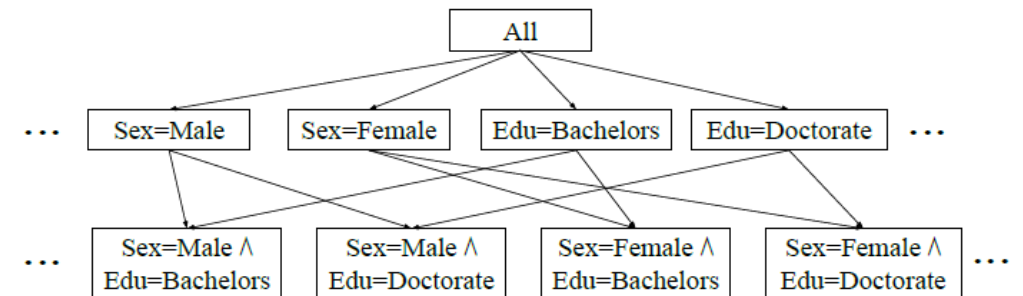 All
... Sex=Male Sex=Female Edu=Bachelors Edu=Doctorate ...
... Sex=Male ∧ Sex=Male ∧ Sex=Female ∧ Sex=Female ∧ ...
Edu=Bachelors Edu=Doctorate Edu=Bachelors Edu=Doctorate